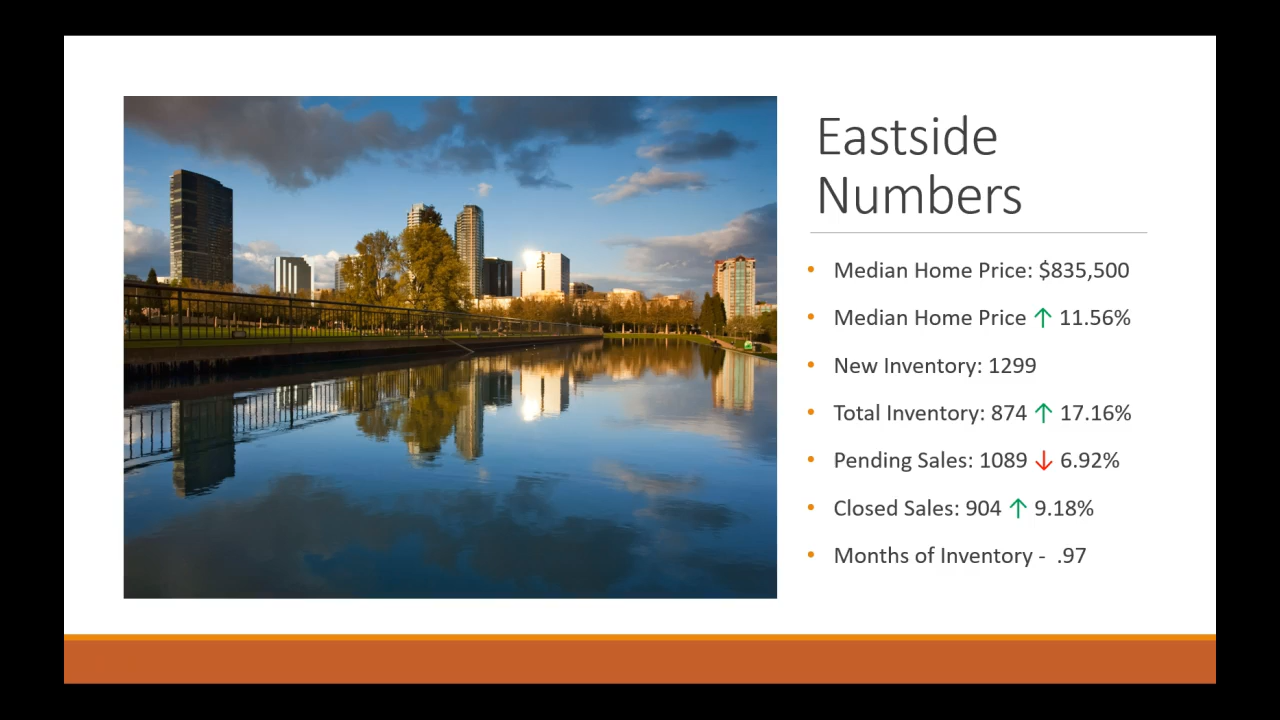 Eastside
Numbers
• Median Home Price: $835,500
• Median Home Price ↑ 11.56%
• New Inventory: 1299
• Total Inventory: 874 ↑ 17.16%
• Pending Sales: 1089 ↓ 6.92%
• Closed Sales: 904 ↑ 9.18%
• Months of Inventory -  .97